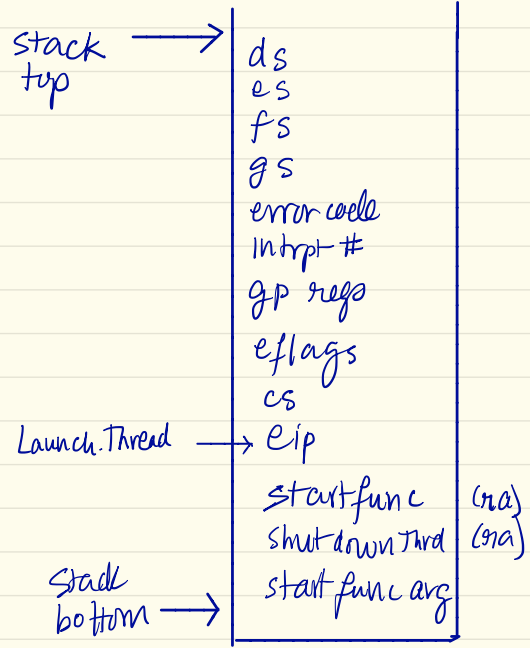 stack
top
ds
es
fs
gs
error code
Intrpt #
gp regs
eflags
cs
Launch.Thread
eip
startfunc (ra)
shutdownThrd (ra)
stack
bottom
start func arg